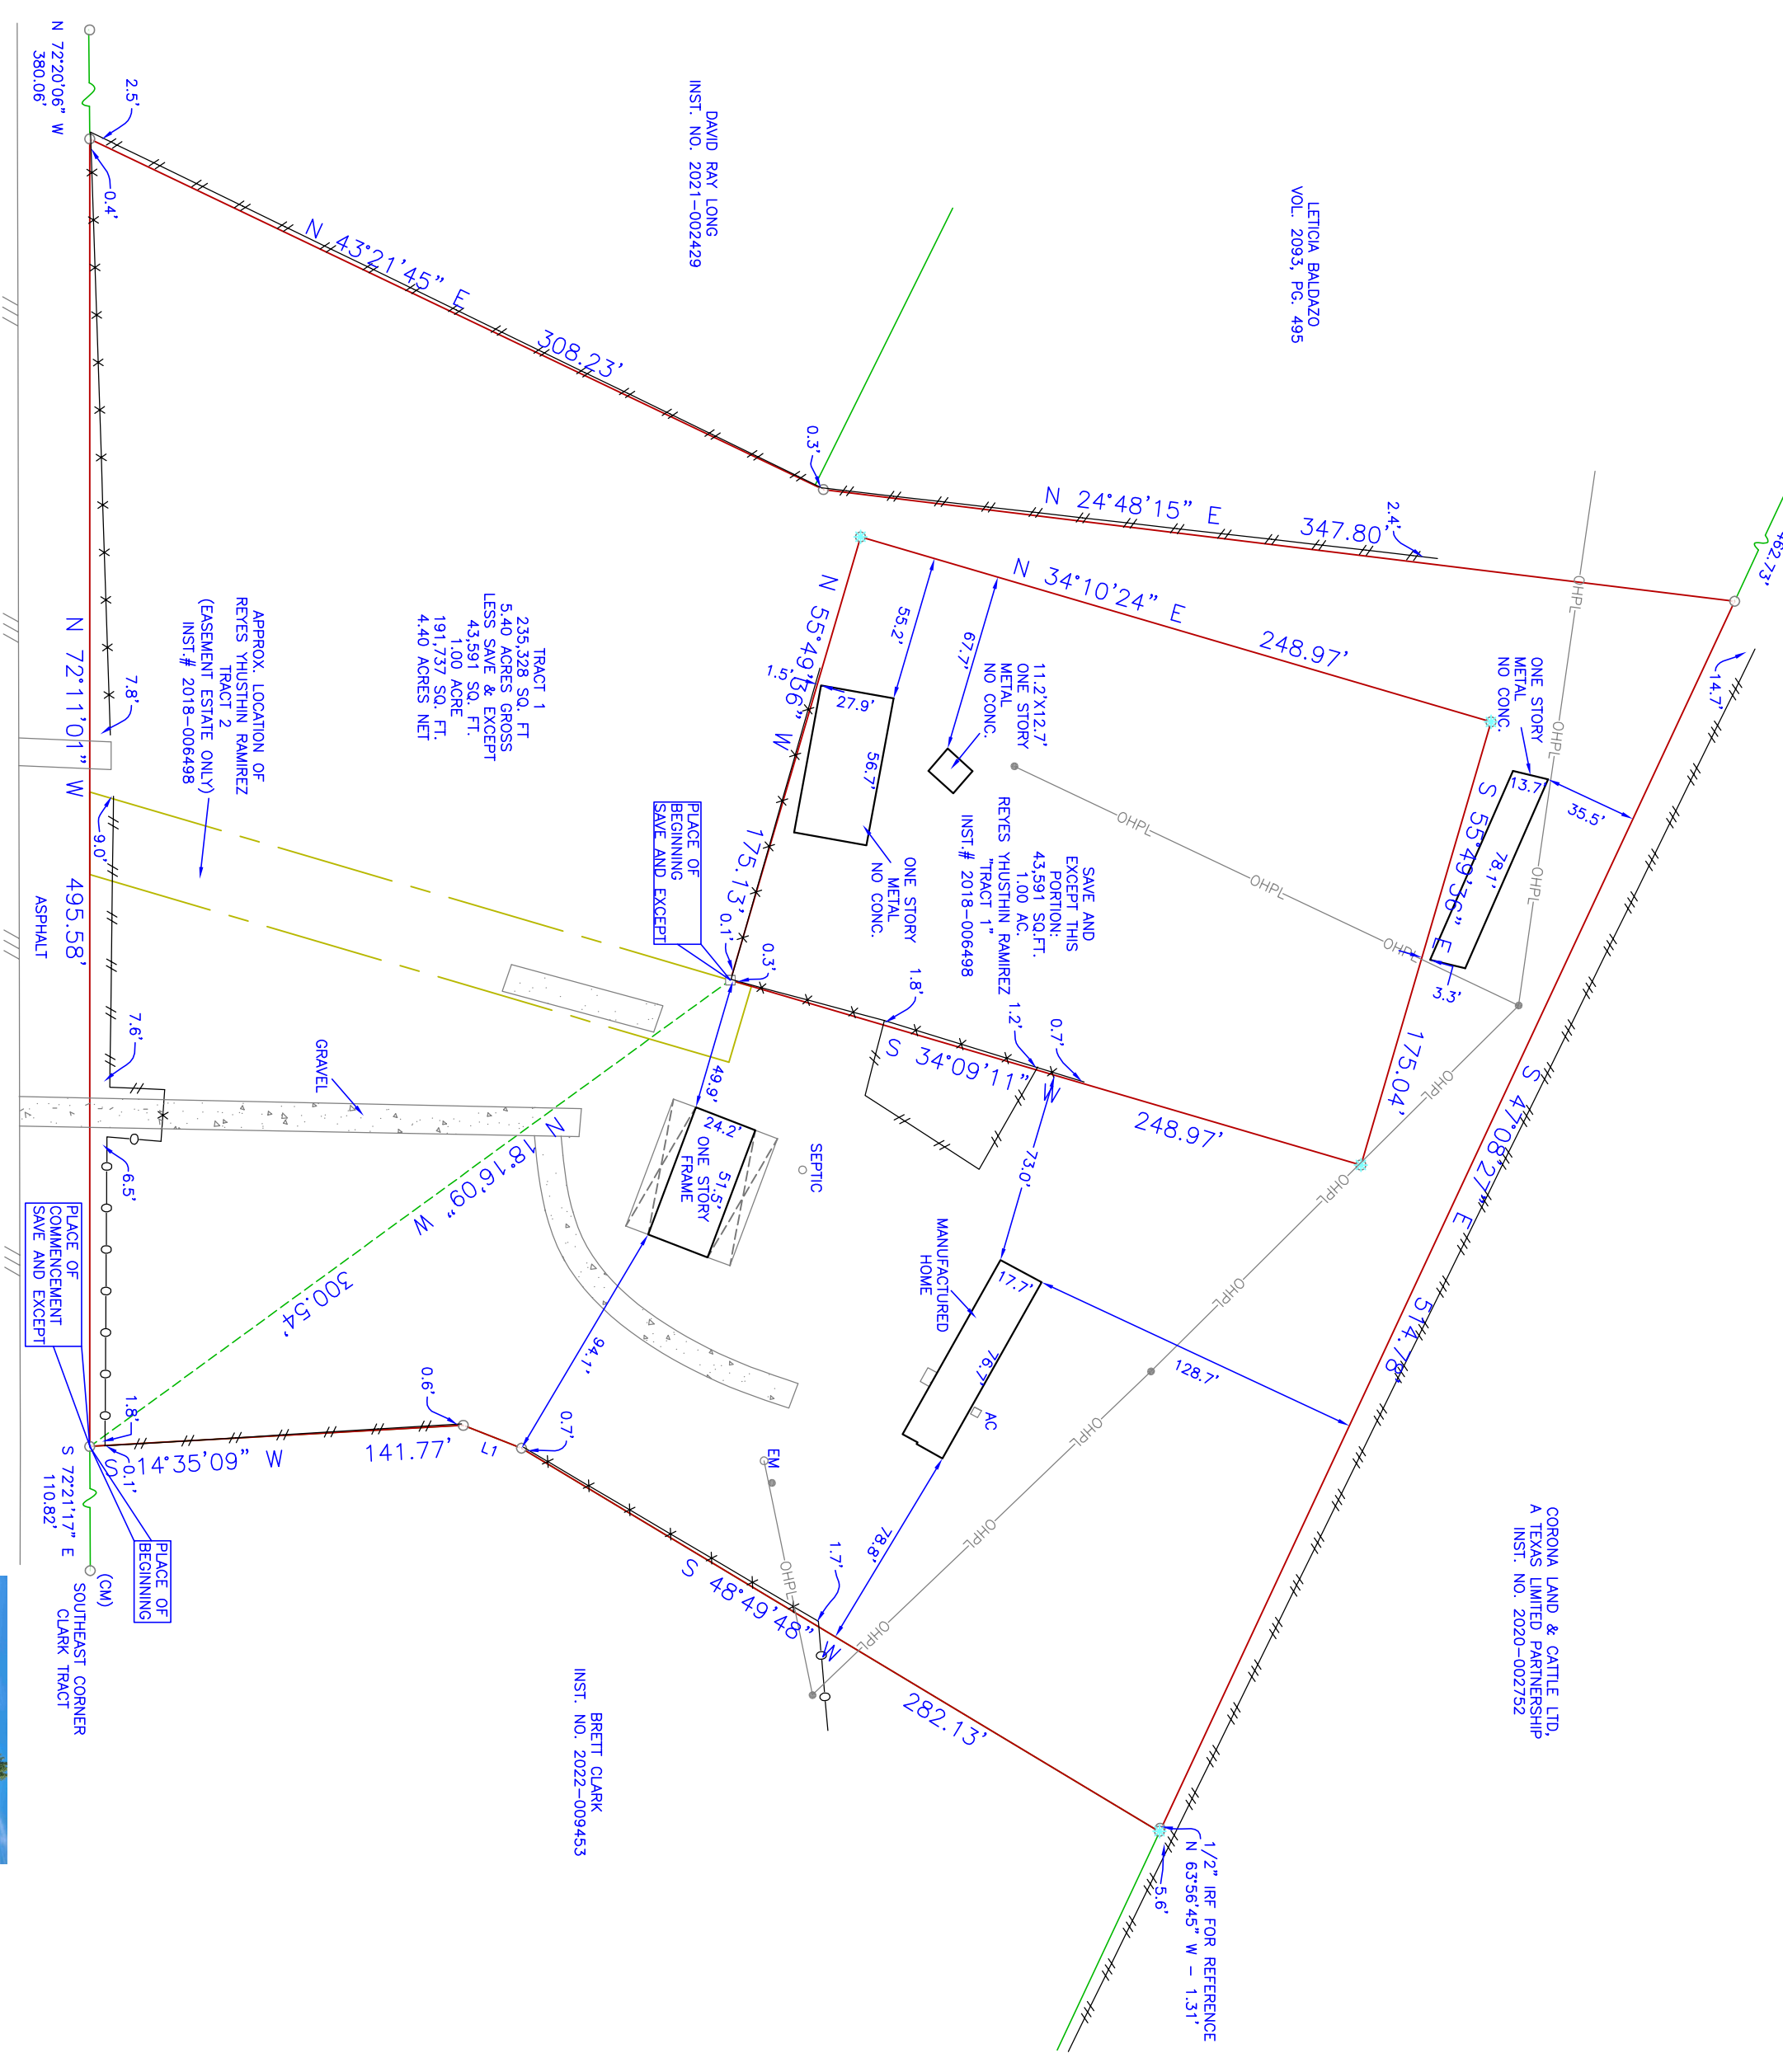 N 72°20'06" W
380.06'
2.5'
0.4'
N 43°21'45" E
308.23'
DAVID RAY LONG
INST. NO. 2021-002429
LETICIA BALDAZO
VOL. 2093, PG. 495
0.3'
N 24°48'15" E
347.80'
2.4'
462.73'
14.7'
N 34°10'24" E
248.97'
N 55°49'36" W
175.13'
55.2'
67.7'
1.5'
27.9'
56.7'
11.2'X12.7'
ONE STORY
METAL
NO CONC.
ONE STORY
METAL
NO CONC.
ONE STORY
METAL
NO CONC.
13.7'
78.1'
35.5'
3.3'
S 55°49'36" E
175.04'
OHPL
OHPL
OHPL
OHPL
OHPL
OHPL
OHPL
OHPL
OHPL
OHPL
OHPL
OHPL
OHPL
SAVE AND
EXCEPT THIS
PORTION:
43,591 SQ.FT.
1.00 AC.
REYES YHUSTHIN RAMIREZ
"TRACT 1"
INST.# 2018-006498
TRACT 1
235,328 SQ. FT
5.40 ACRES GROSS
LESS SAVE & EXCEPT
43,591 SQ. FT.
1.00 ACRE
191,737 SQ. FT.
4.40 ACRES NET
APPROX. LOCATION OF
REYES YHUSTHIN RAMIREZ
TRACT 2
(EASEMENT ESTATE ONLY)
INST.# 2018-006498
7.8'
9.0'
N 72°11'01" W
495.58'
ASPHALT
7.6'
6.5'
GRAVEL
PLACE OF
BEGINNING
SAVE AND EXCEPT
0.1'
0.3'
1.8'
1.2'
0.7'
S 34°09'11" W
248.97'
49.9'
24.2'
51.5'
ONE STORY
FRAME
SEPTIC
73.0'
MANUFACTURED
HOME
17.7'
76.7'
AC
128.7'
78.8'
S 47°08'27" E
514.78'
N 18°16'09" W
300.54'
94.1'
PLACE OF
COMMENCEMENT
SAVE AND EXCEPT
1.8'
0.1'
0.6'
0.7'
S 14°35'09" W
141.77'
L1
EM
1.7'
S 48°49'48" W
282.13'
S 72°21'17" E
110.82'
PLACE OF
BEGINNING
(CM)
SOUTHEAST CORNER
CLARK TRACT
BRETT CLARK
INST. NO. 2022-009453
CORONA LAND & CATTLE LTD,
A TEXAS LIMITED PARTNERSHIP
INST. NO. 2020-002752
1/2" IRF FOR REFERENCE
N 63°56'45" W - 1.31'
5.6'